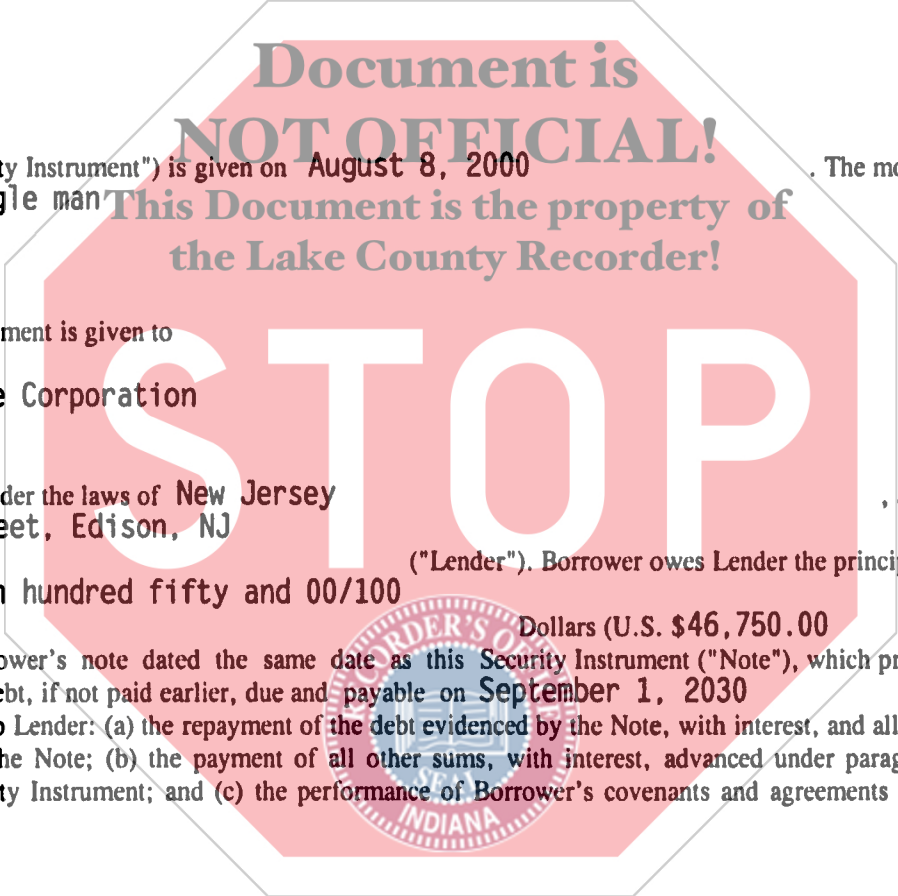 Document is
NOT OFFICIAL!
ty Instrument") is given on August 8, 2000 . The mo
gle man
This Document is the property of
the Lake County Recorder!
ment is given to
e Corporation
STOP
der the laws of New Jersey ,
eet, Edison, NJ
("Lender"). Borrower owes Lender the princip
n hundred fifty and 00/100
Dollars (U.S. $46,750.00
ower's note dated the same date as this Security Instrument ("Note"), which pr
ebt, if not paid earlier, due and payable on September 1, 2030
o Lender: (a) the repayment of the debt evidenced by the Note, with interest, and all
he Note; (b) the payment of all other sums, with interest, advanced under parag
ty Instrument; and (c) the performance of Borrower's covenants and agreements
RECORDER'S OFFICE
SEAL
INDIANA